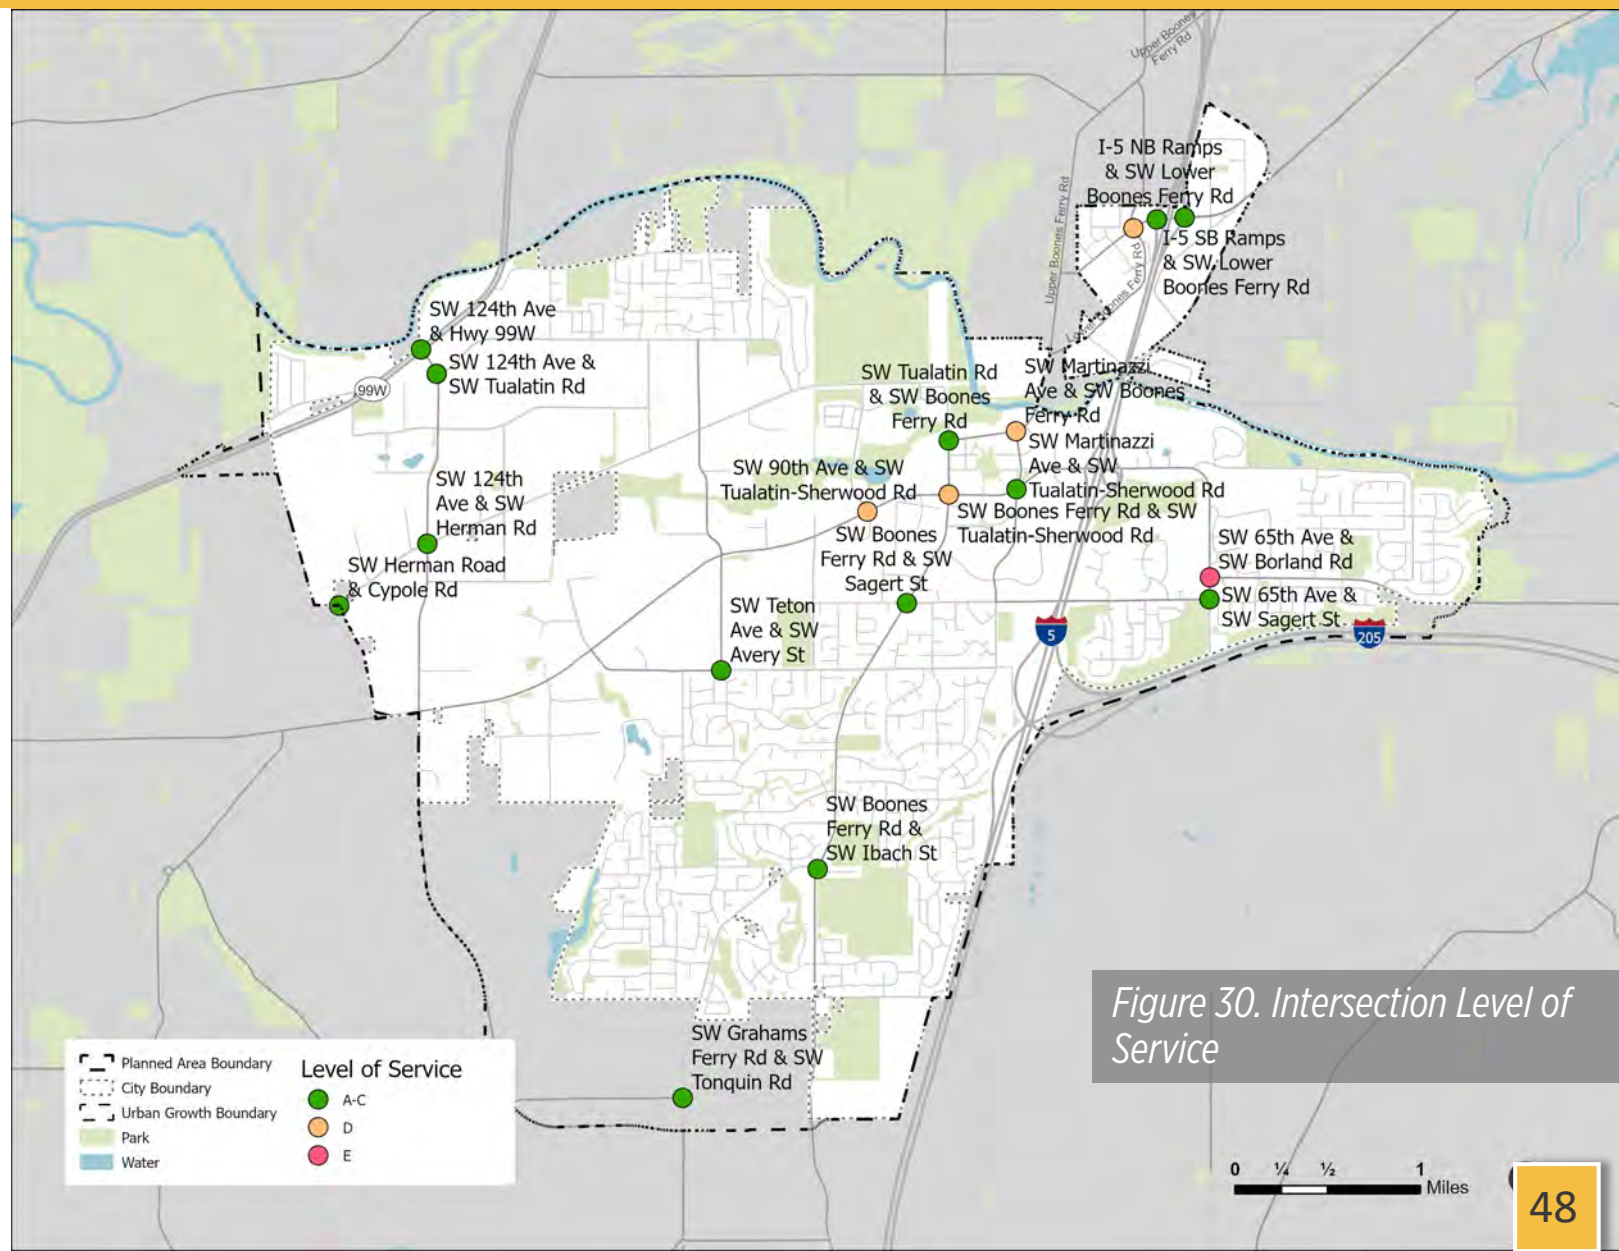 Upper Boones
Ferry Rd
I-5 NB Ramps
& SW Lower
Boones Ferry Rd
I-5 SB Ramps
& SW Lower
Boones Ferry Rd
Upper Boones Ferry Rd
Lower Boones Ferry Rd
SW 124th Ave
& Hwy 99W
SW 124th Ave &
SW Tualatin Rd
99W
SW Tualatin Rd
& SW Boones
Ferry Rd
SW Martinazzi
Ave & SW Boones
Ferry Rd
SW Martinazzi
Ave & SW
Tualatin-Sherwood Rd
SW 90th Ave & SW
Tualatin-Sherwood Rd
SW Boones Ferry Rd & SW
Tualatin-Sherwood Rd
SW 124th
Ave & SW
Herman Rd
SW Boones
Ferry Rd & SW
Sagert St
SW 65th Ave &
SW Borland Rd
SW Herman Road
& Cypole Rd
SW 65th Ave &
SW Sagert St
SW Teton
Ave & SW
Avery St
5
205
SW Boones
Ferry Rd &
SW Ibach St
SW Grahams
Ferry Rd & SW
Tonquin Rd
Figure 30. Intersection Level of
Service
Planned Area Boundary
City Boundary
Urban Growth Boundary
Park
Water
Level of Service
A-C
D
E
0 ¼ ½ 1
Miles
48